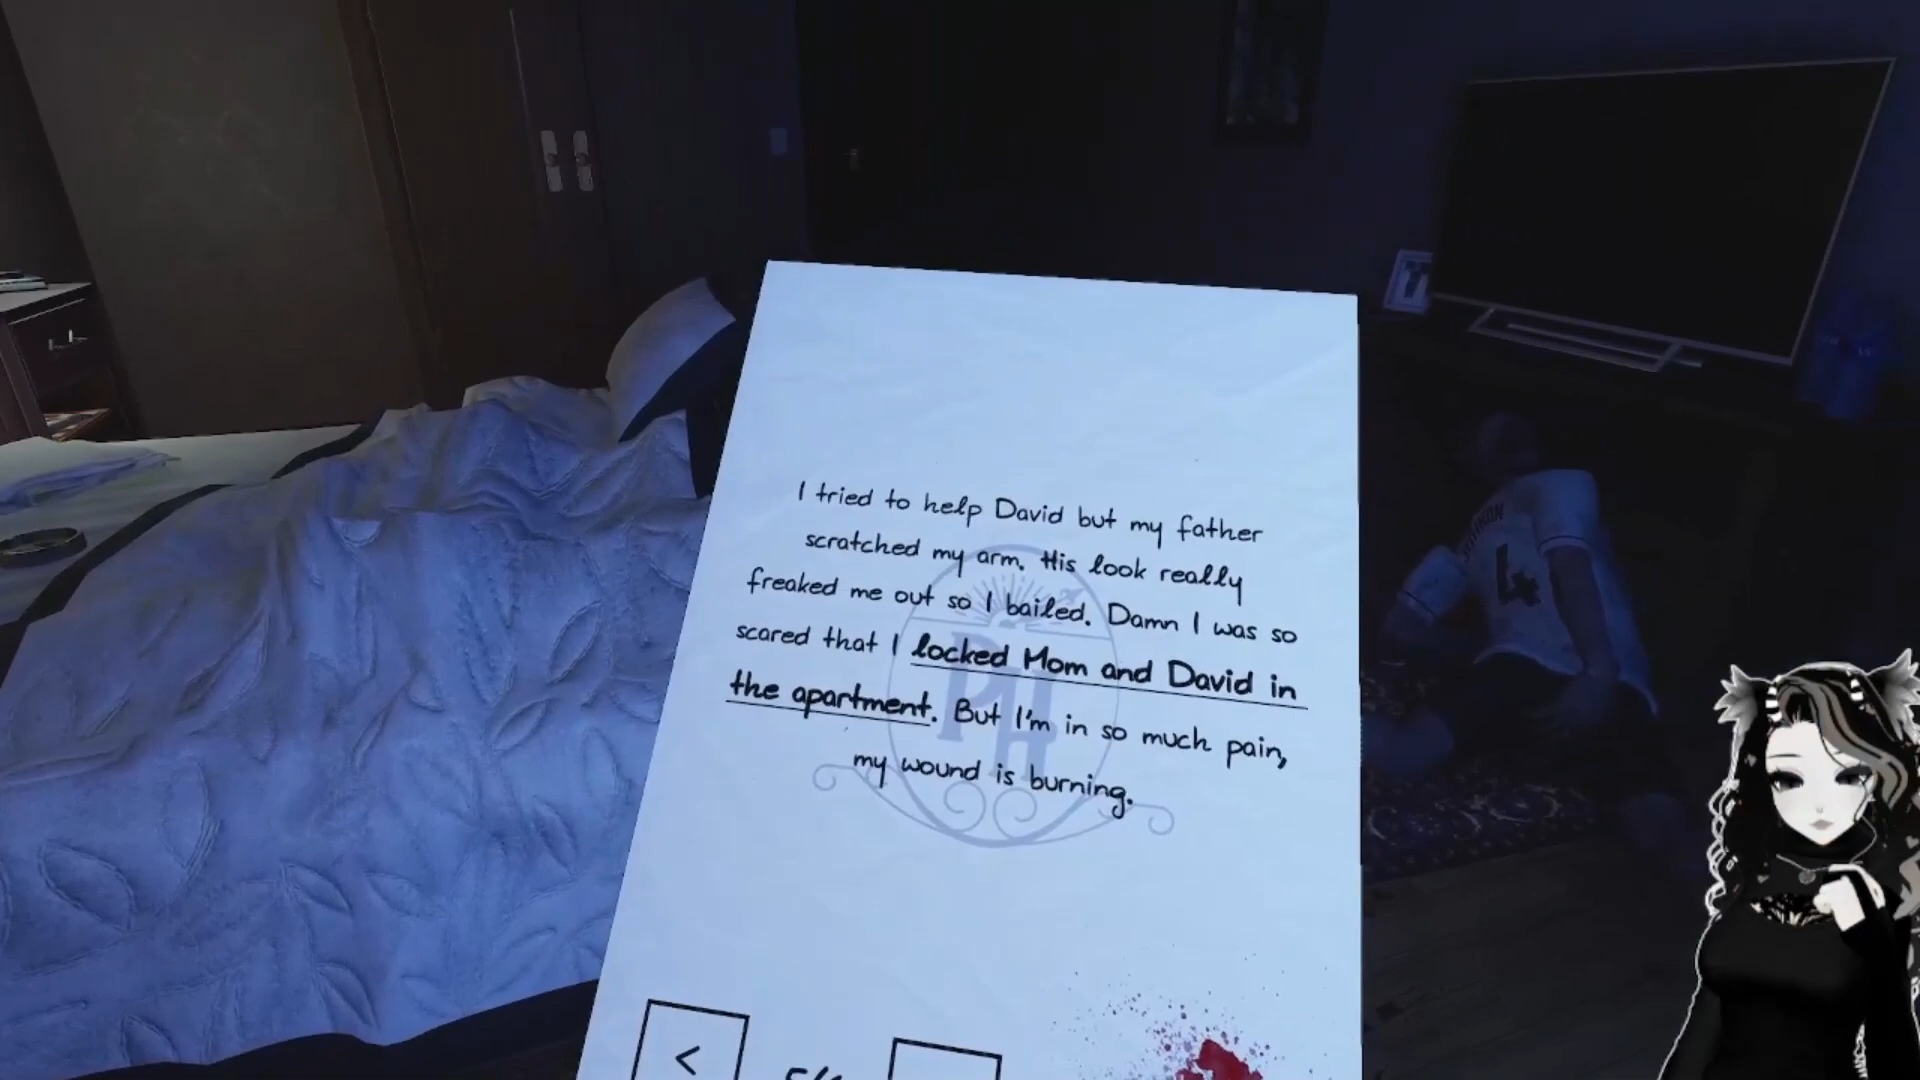 I tried to help David but my father
scratched my arm. His look really
freaked me out so I bailed. Damn I was so
scared that I locked Mom and David in
the apartment. But I'm in so much pain,
my wound is burning.
PH
<
4